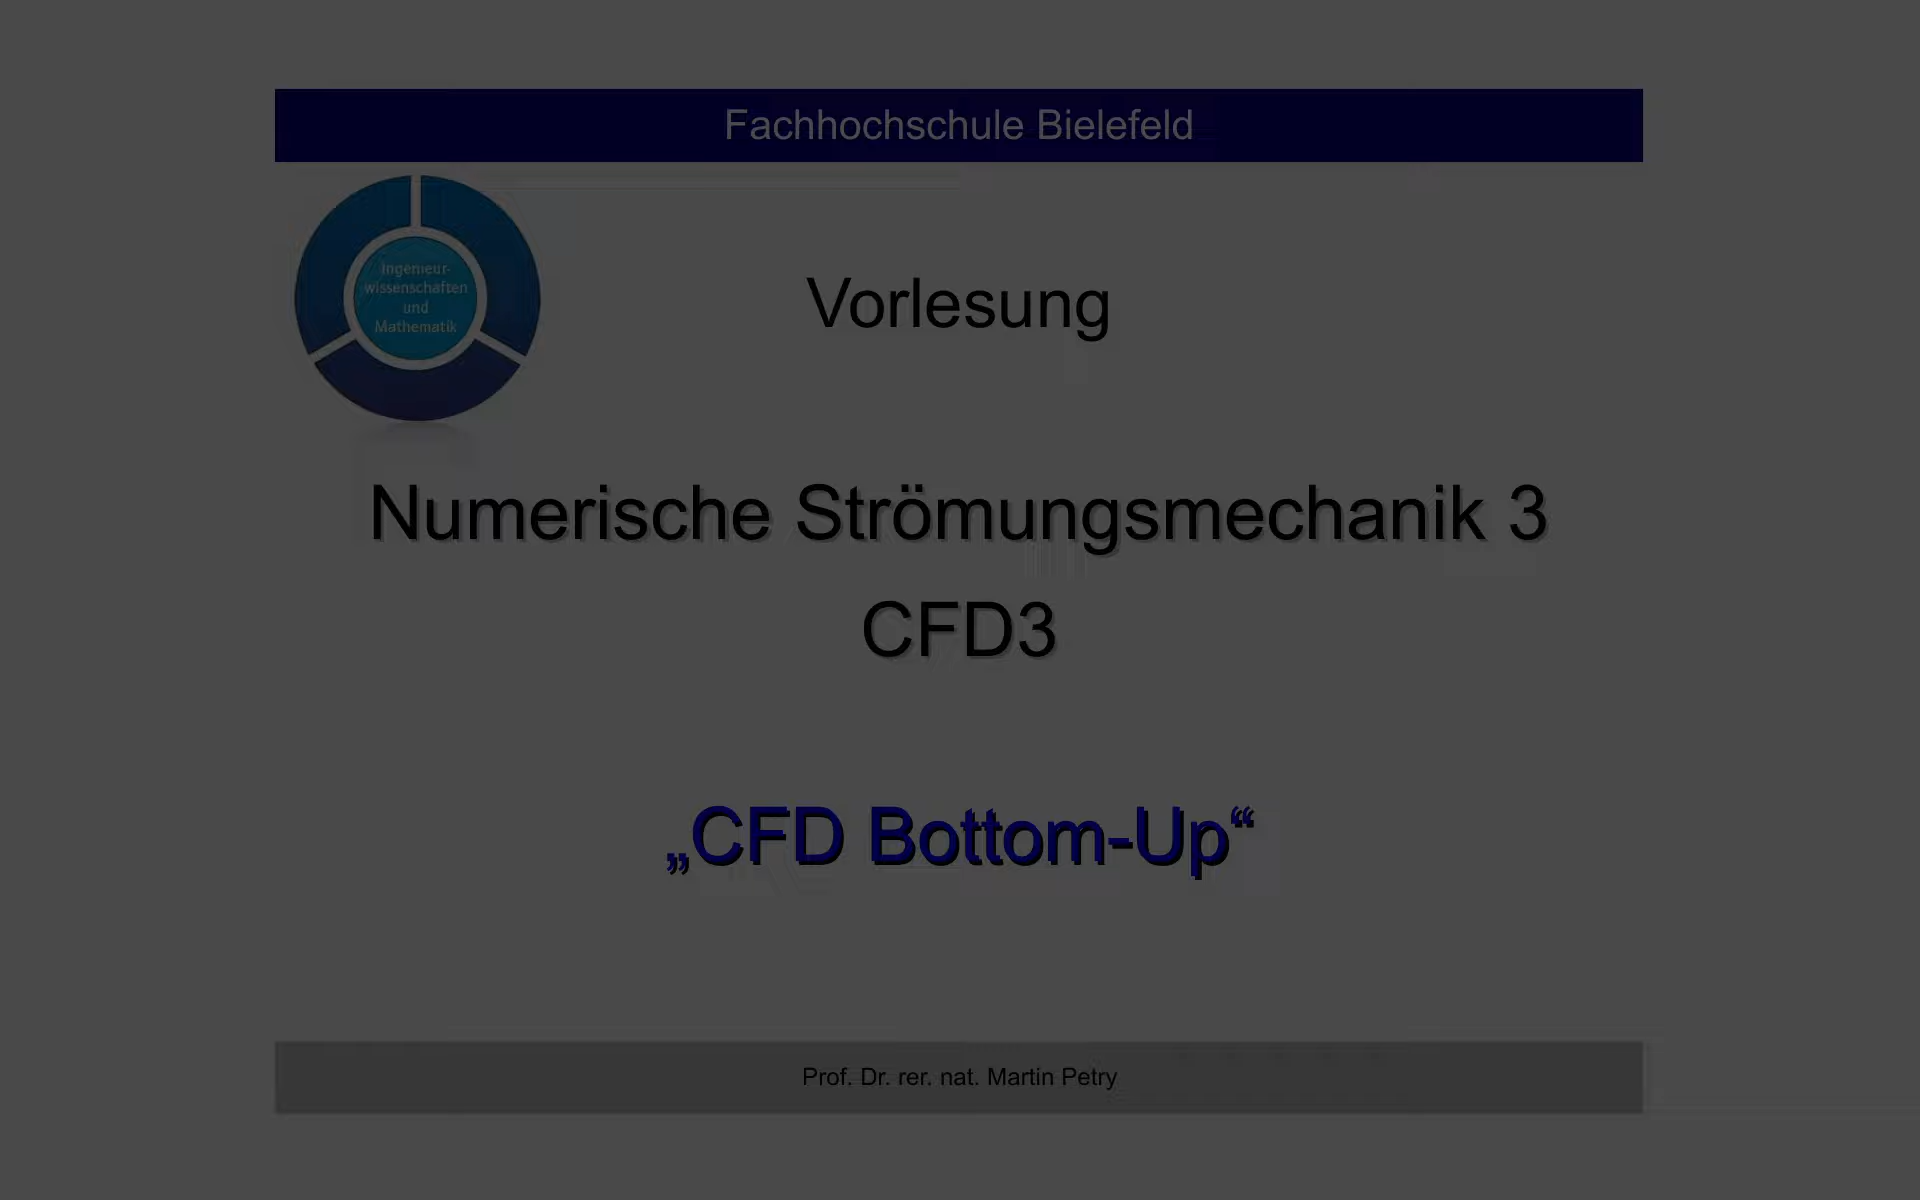 Fachhochschule Bielefeld
Ingenieur-
wissenschaften
und
Mathematik
Vorlesung
Numerische Strömungsmechanik 3
CFD3
„CFD Bottom-Up“
Prof. Dr. rer. nat. Martin Petry